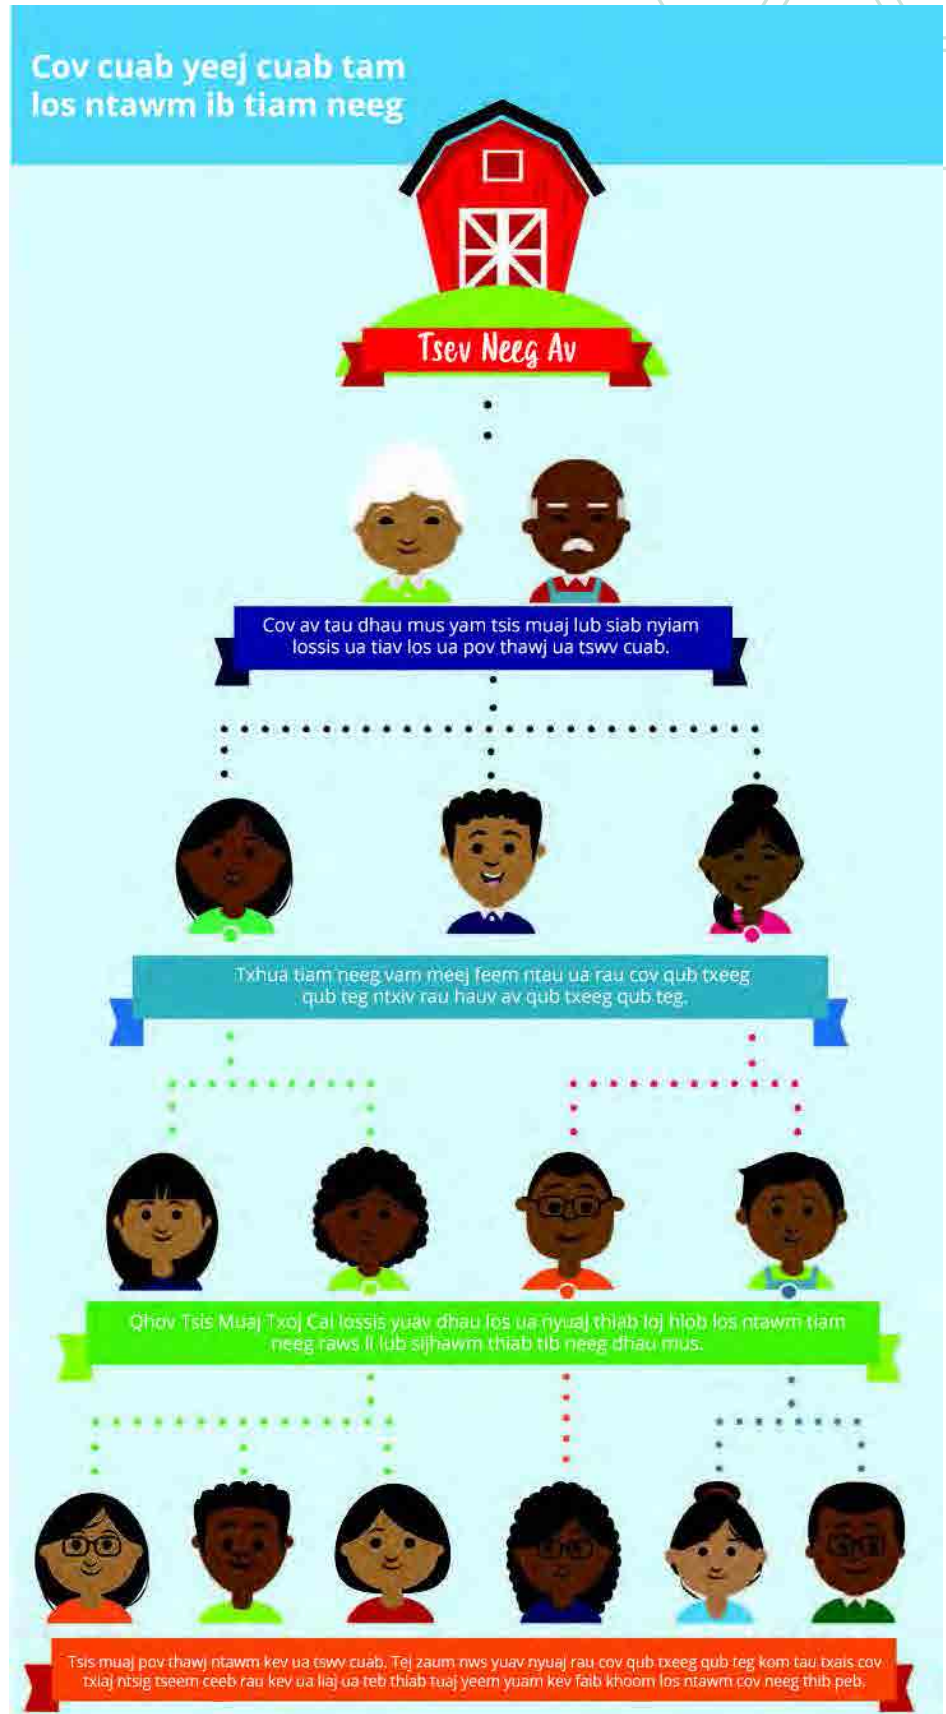 Cov cuab yeej cuab tam
los ntawm ib tiam neeg
Tsev Neeg Av
Cov av tau dhau mus yam tsis muaj lub siab nyiam
lossis ua tiav los ua pov thawj ua tswv cuab.
Txhua tiam neeg vam meej feem ntau ua rau cov qub txeeg
qub teg ntxiv rau hauv av qub txeeg qub teg.
Qhov Tsis Muaj Txoj Cai lossis yuav dhau los ua nyuaj thiab loj hlob los ntawm tiam
neeg raws li lub sijhawm thiab tib neeg dhau mus.
Tsis muaj pov thawj ntawm kev ua tswv cuab. Tej zaum nws yuav nyuaj rau cov qub txeeg qub teg kom tau txais cov
txiaj ntsig tseem ceeb rau kev ua liaj ua teb thiab tuaj yeem yuam kev faib khoom los ntawm cov neeg thib peb.